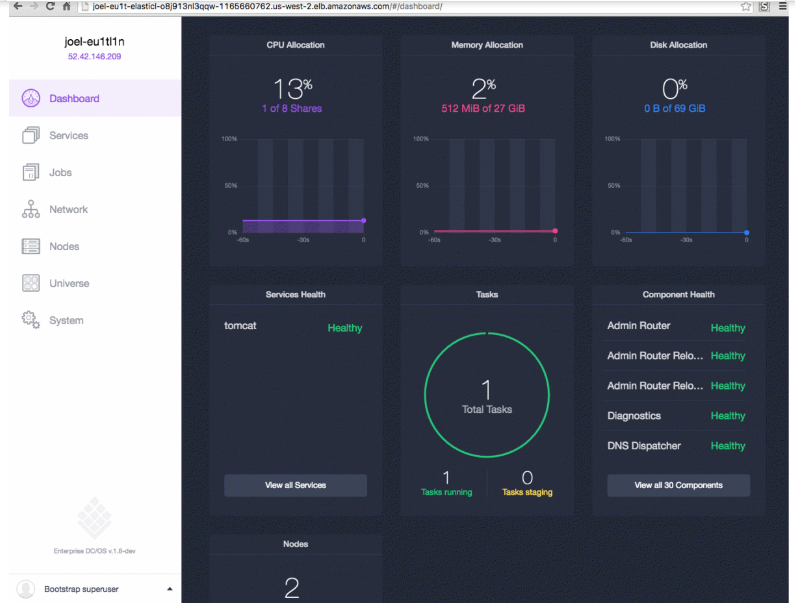 joel-eu1t-elasticl-o8j913nl3qqw-1165660762.us-west-2.elb.amazonaws.com/#/dashboard/
joel-eu1tl1n
52.42.146.209
Dashboard
Services
Jobs
Network
Nodes
Universe
System
Enterprise DC/OS v.1.8-dev
Bootstrap superuser
CPU Allocation
13%
1 of 8 Shares
100%
50%
0%
-60s
-30s
0
Memory Allocation
2%
512 MiB of 27 GiB
100%
50%
0%
-60s
-30s
0
Disk Allocation
0%
0 B of 69 GiB
100%
50%
0%
-60s
-30s
0
Services Health
tomcat Healthy
View all Services
Tasks
1
Total Tasks
1
Tasks running
0
Tasks staging
Component Health
Admin Router Healthy
Admin Router Relo... Healthy
Admin Router Relo... Healthy
Diagnostics Healthy
DNS Dispatcher Healthy
View all 30 Components
Nodes
2